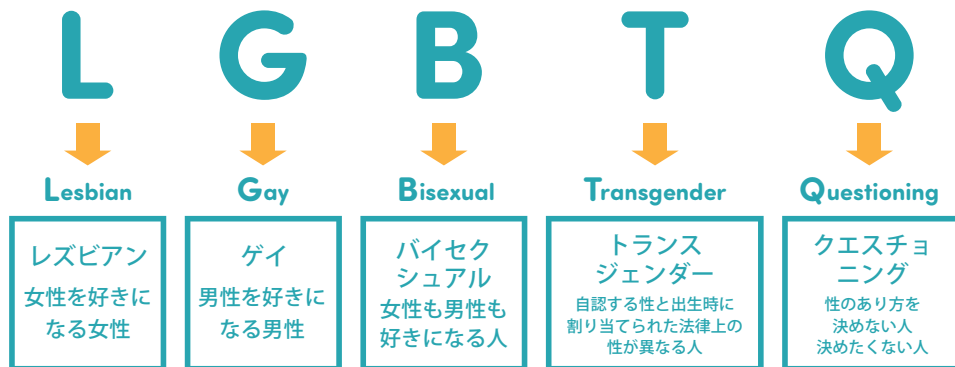 L G B T Q
Lesbian
Gay
Bisexual
Transgender
Questioning
レズビアン
女性を好きに
なる女性
ゲイ
男性を好きに
なる男性
バイセク
シュアル
女性も男性も
好きになる人
トランス
ジェンダー
自認する性と出生時に
割り当てられた法律上の
性が異なる人
クエスチョ
ニング
性のあり方を
決めない人
決めたくない人